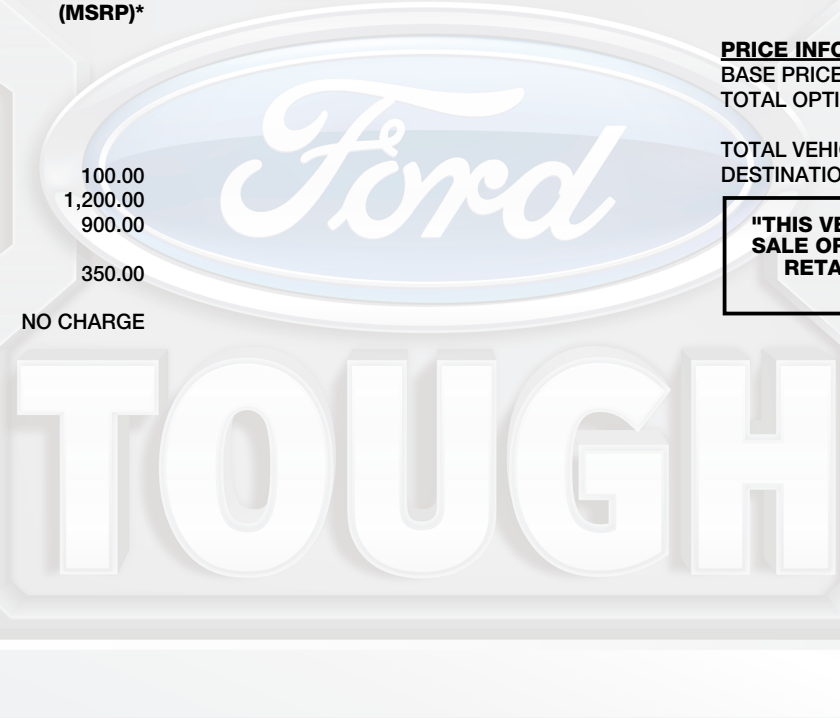 (MSRP)*
100.00
1,200.00
900.00
350.00
NO CHARGE
PRICE INFO
BASE PRICE
TOTAL OPTI
TOTAL VEHI
DESTINATIO
"THIS VE
SALE OF
RETA
Ford
TOUGH